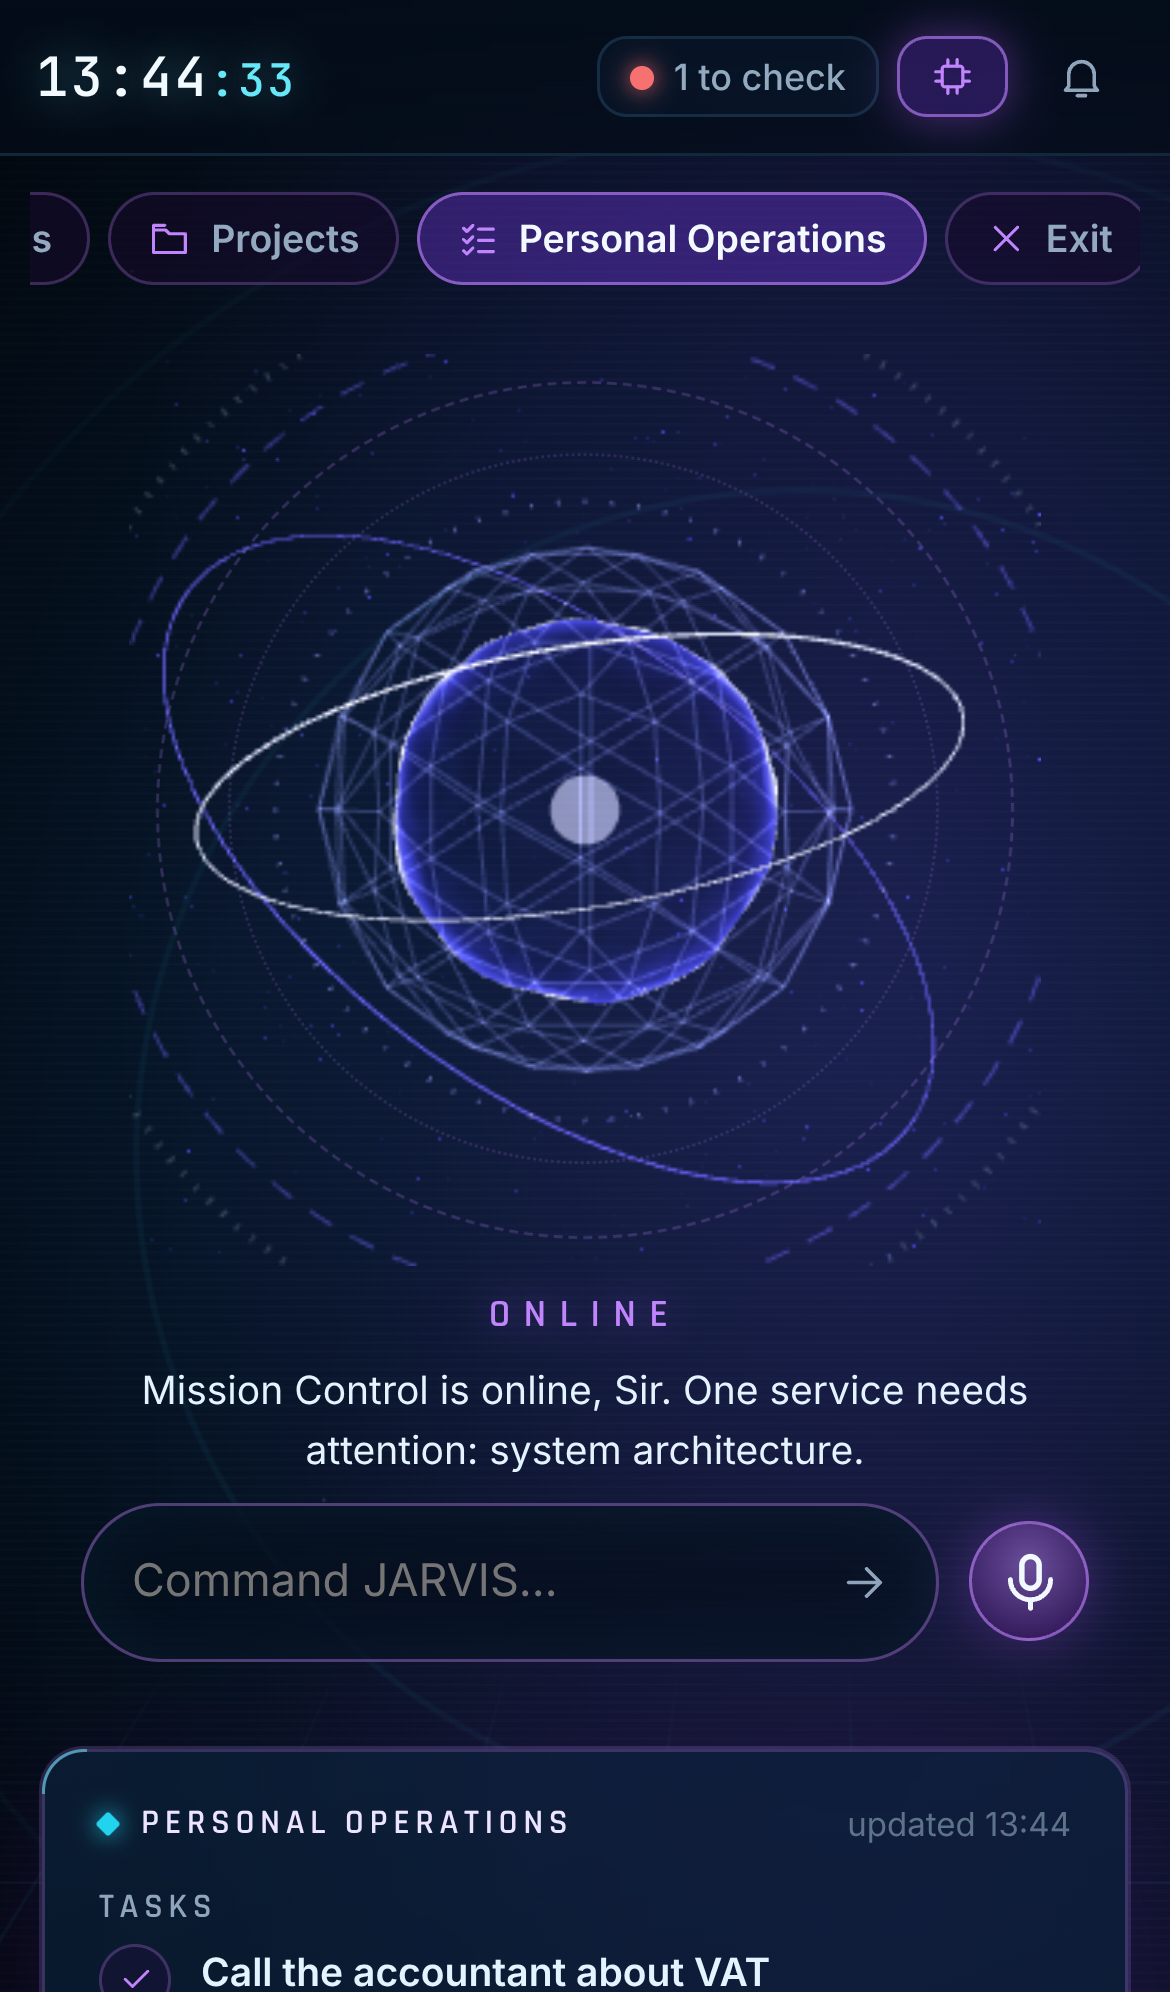 13:44:33
1 to check
s
Projects
Personal Operations
Exit
ONLINE
Mission Control is online, Sir. One service needs
attention: system architecture.
Command JARVIS...
PERSONAL OPERATIONS
updated 13:44
TASKS
Call the accountant about VAT